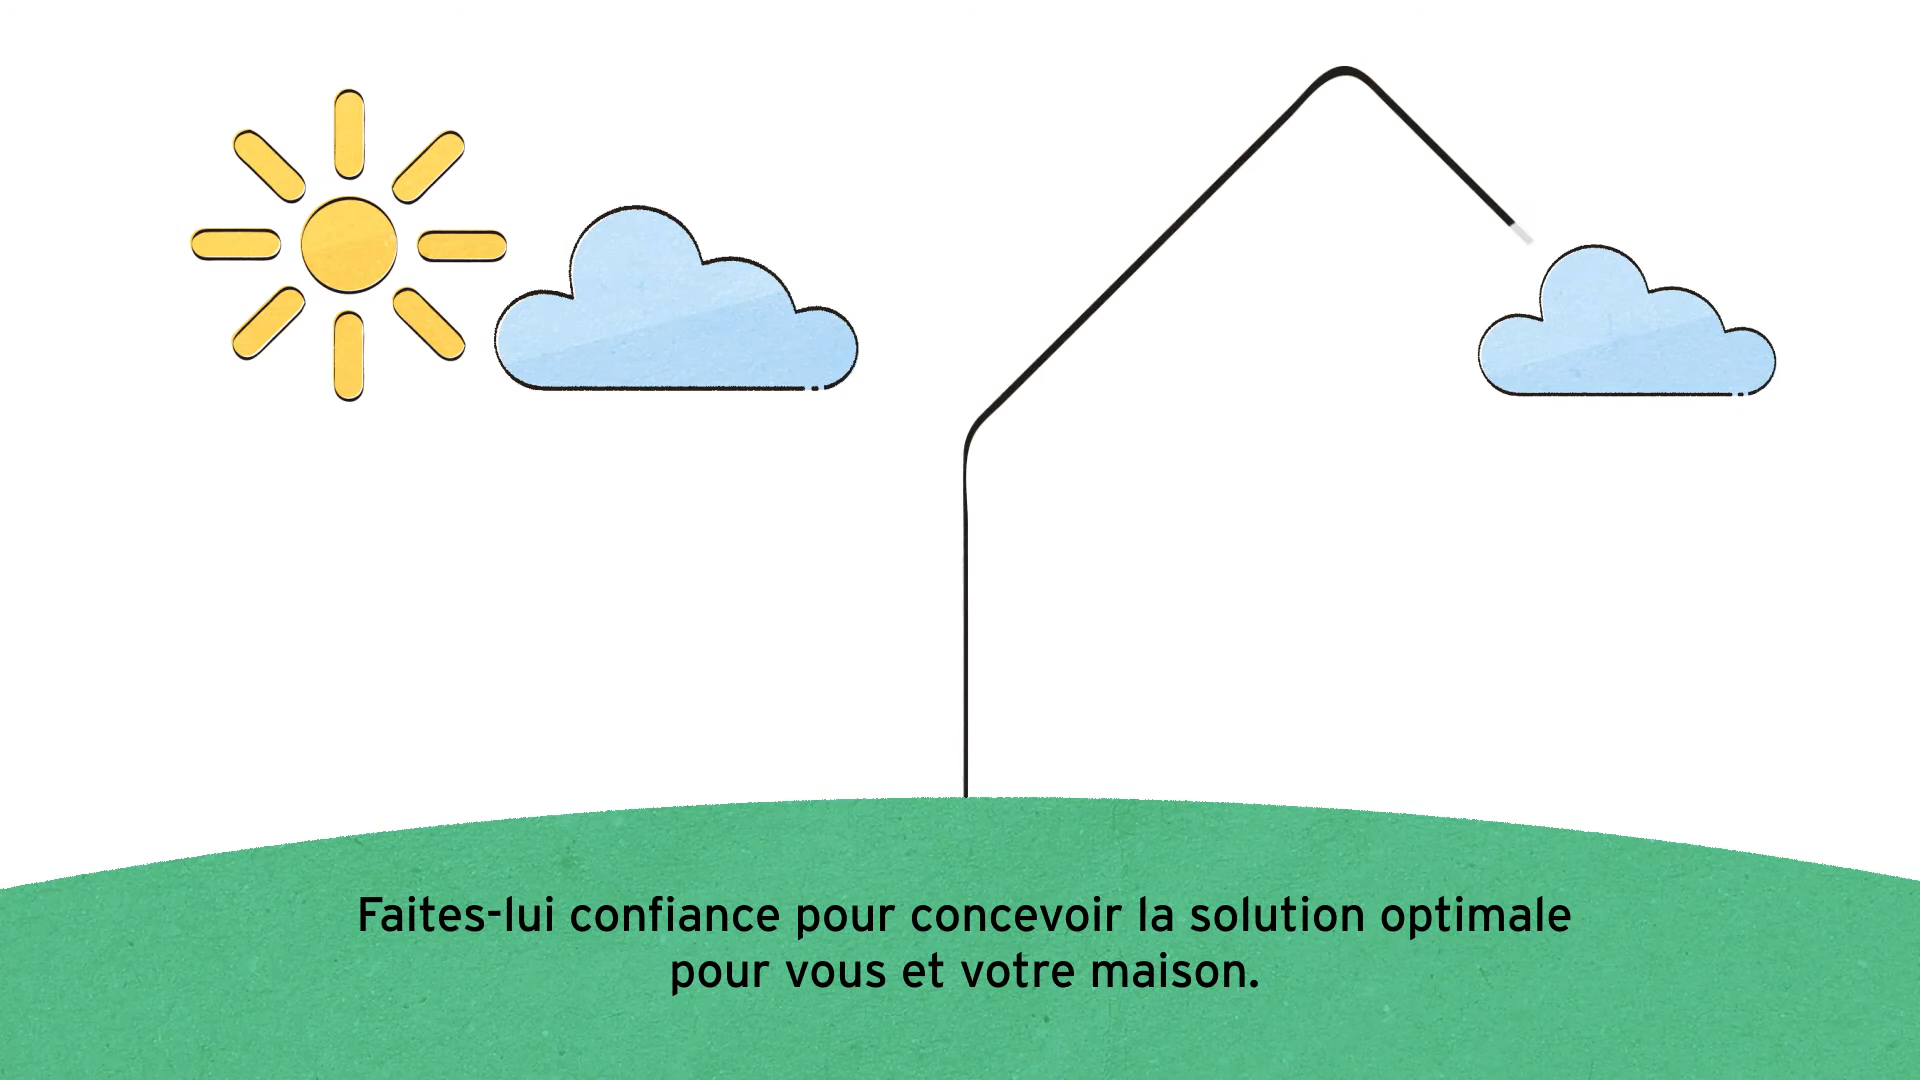 Faites-lui confiance pour concevoir la solution optimale
pour vous et votre maison.